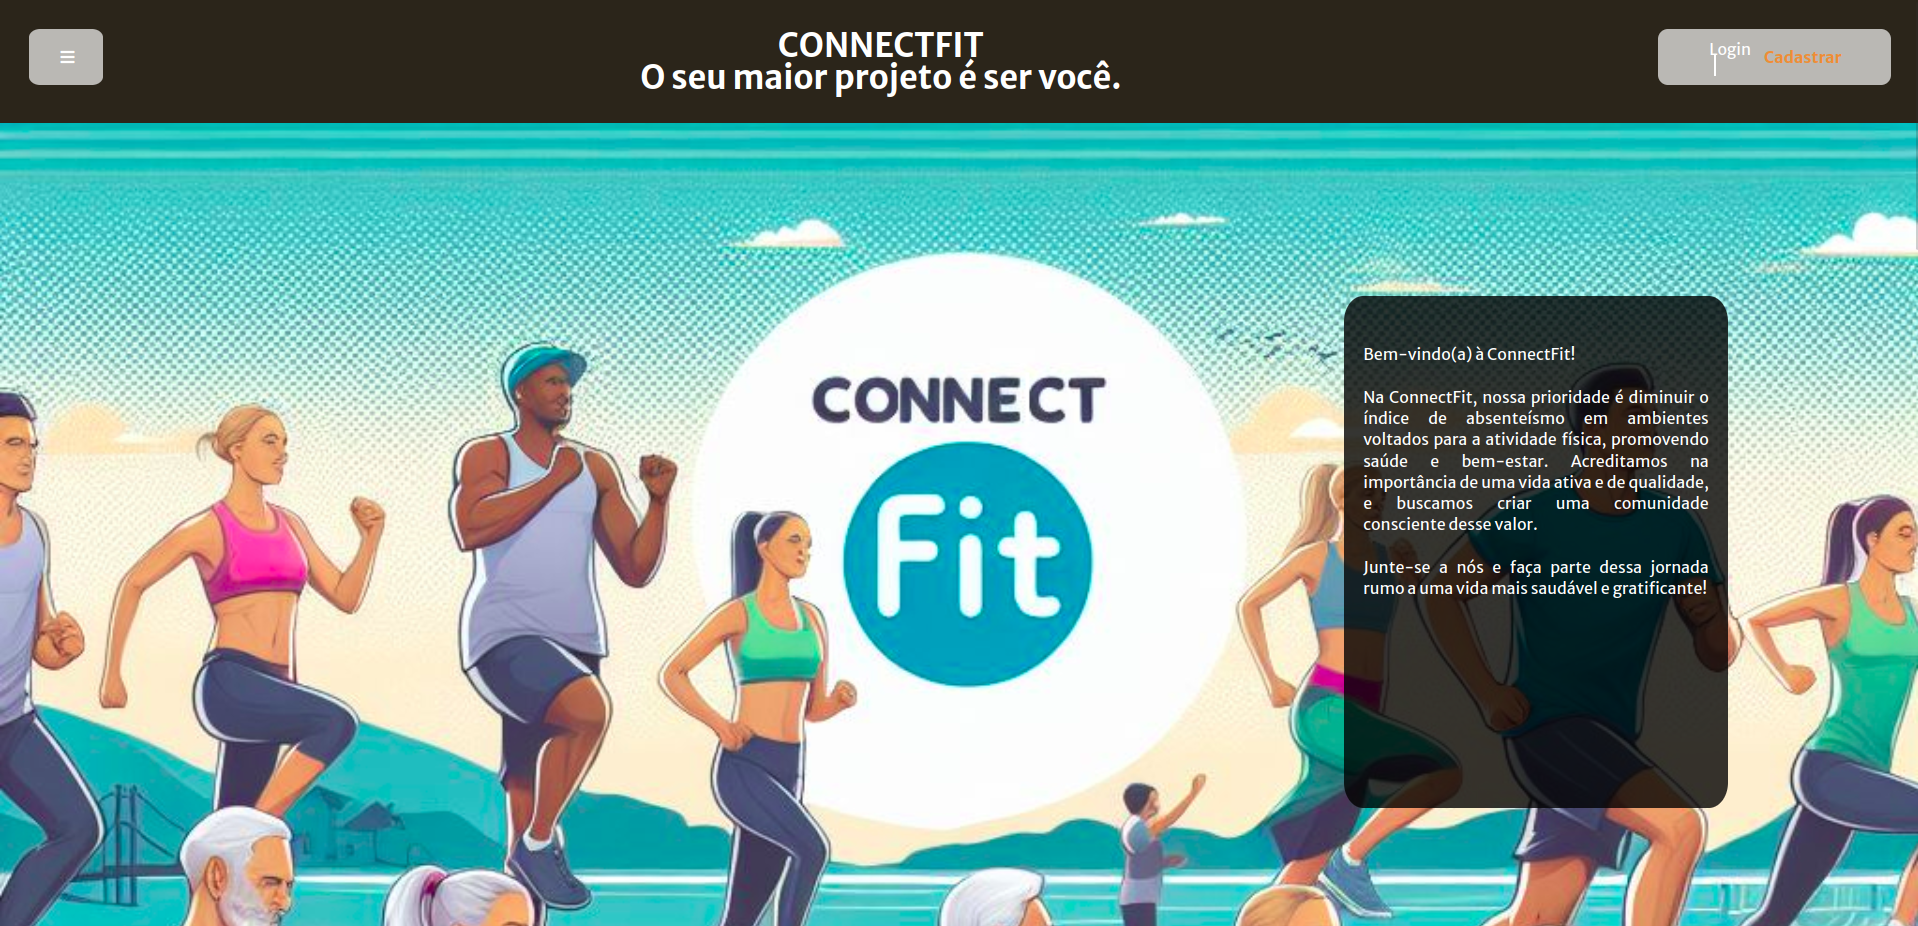 CONNECTFIT
O seu maior projeto é ser você.
Login
|
Cadastrar
CONNECT
Fit
Bem-vindo(a) à ConnectFit!
Na ConnectFit, nossa prioridade é diminuir o
índice de absenteísmo em ambientes
voltados para a atividade física, promovendo
saúde e bem-estar. Acreditamos na
importância de uma vida ativa e de qualidade,
e buscamos criar uma comunidade
consciente desse valor.
Junte-se a nós e faça parte dessa jornada
rumo a uma vida mais saudável e gratificante!